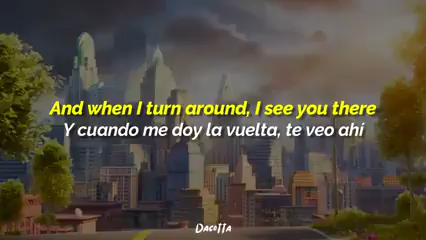 And when I turn around, I see you there
Y cuando me doy la vuelta, te veo ahí
DacoTTa